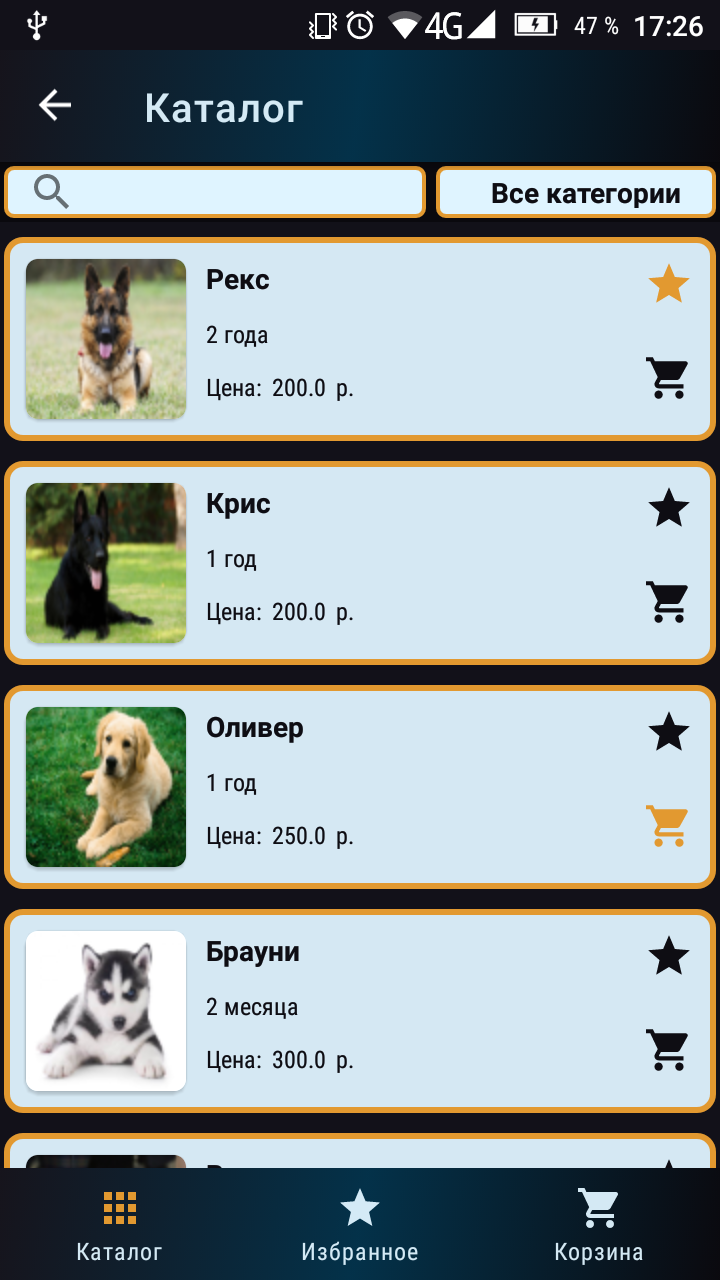 4G 47 % 17:26
Каталог
Все категории
Рекс
2 года
Цена: 200.0 р.
Крис
1 год
Цена: 200.0 р.
Оливер
1 год
Цена: 250.0 р.
Брауни
2 месяца
Цена: 300.0 р.
Каталог Избранное Корзина